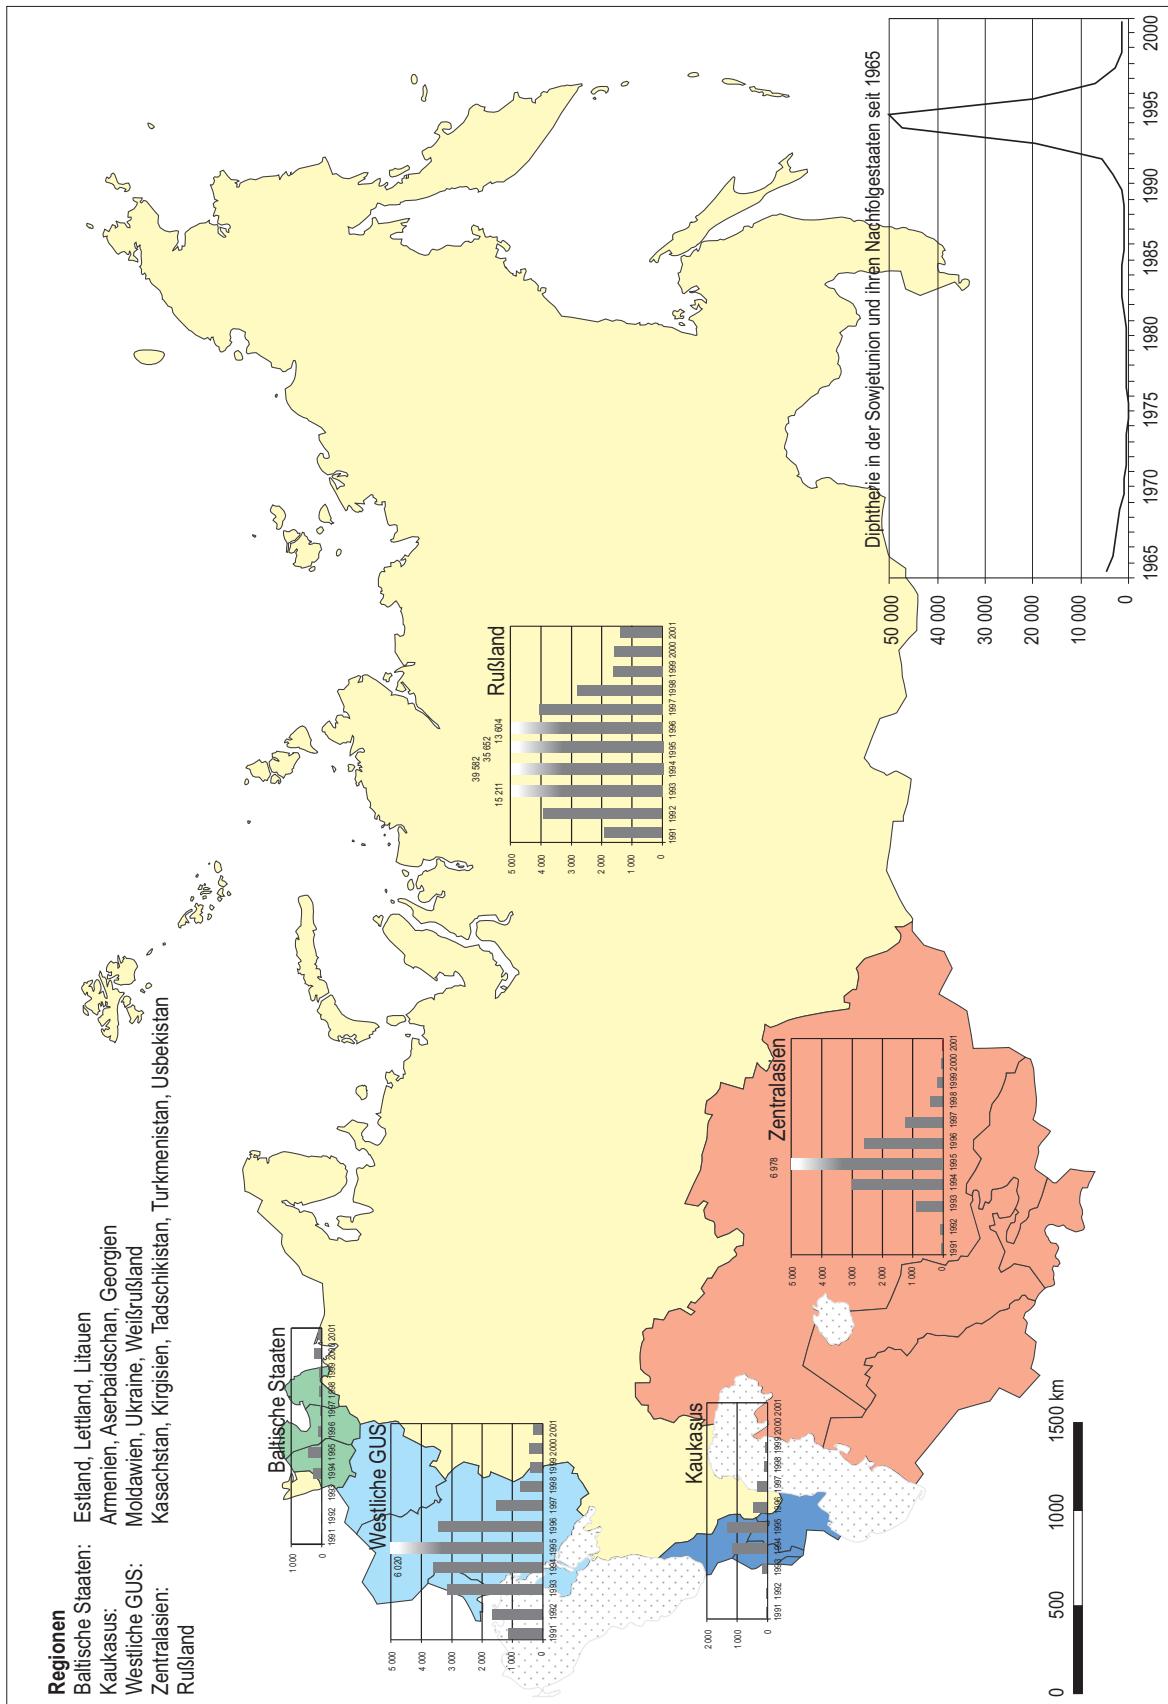 Regionen
Baltische Staaten: Estland, Lettland, Litauen
Kaukasus: Armenien, Aserbaidschan, Georgien
Westliche GUS: Moldawien, Ukraine, Weißrußland
Zentralasien: Kasachstan, Kirgisien, Tadschikistan, Turkmenistan, Usbekistan
Rußland
Baltische Staaten
1 000
0
1991 1992 1993 1994 1995 1996 1997 1998 1999 2000 2001
Westliche GUS
6 020
5 000
4 000
3 000
2 000
1 000
0
1991 1992 1993 1994 1995 1996 1997 1998 1999 2000 2001
Kaukasus
2 000
1 000
0
1991 1992 1993 1994 1995 1996 1997 1998 1999 2000 2001
Rußland
39 582
35 652
15 211 13 604
5 000
4 000
3 000
2 000
1 000
0
1991 1992 1993 1994 1995 1996 1997 1998 1999 2000 2001
Zentralasien
6 978
5 000
4 000
3 000
2 000
1 000
0
1991 1992 1993 1994 1995 1996 1997 1998 1999 2000 2001
Diphtherie in der Sowjetunion und ihren Nachfolgestaaten seit 1965
50 000
40 000
30 000
20 000
10 000
0
1965 1970 1975 1980 1985 1990 1995 2000
0 500 1000 1500 km